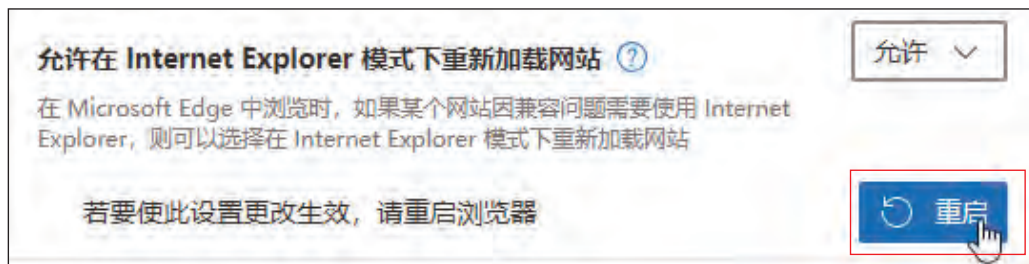 允许在 Internet Explorer 模式下重新加载网站
允许
在 Microsoft Edge 中浏览时，如果某个网站因兼容问题需要使用 Internet
Explorer，则可以选择在 Internet Explorer 模式下重新加载网站
若要使此设置更改生效，请重启浏览器
重启